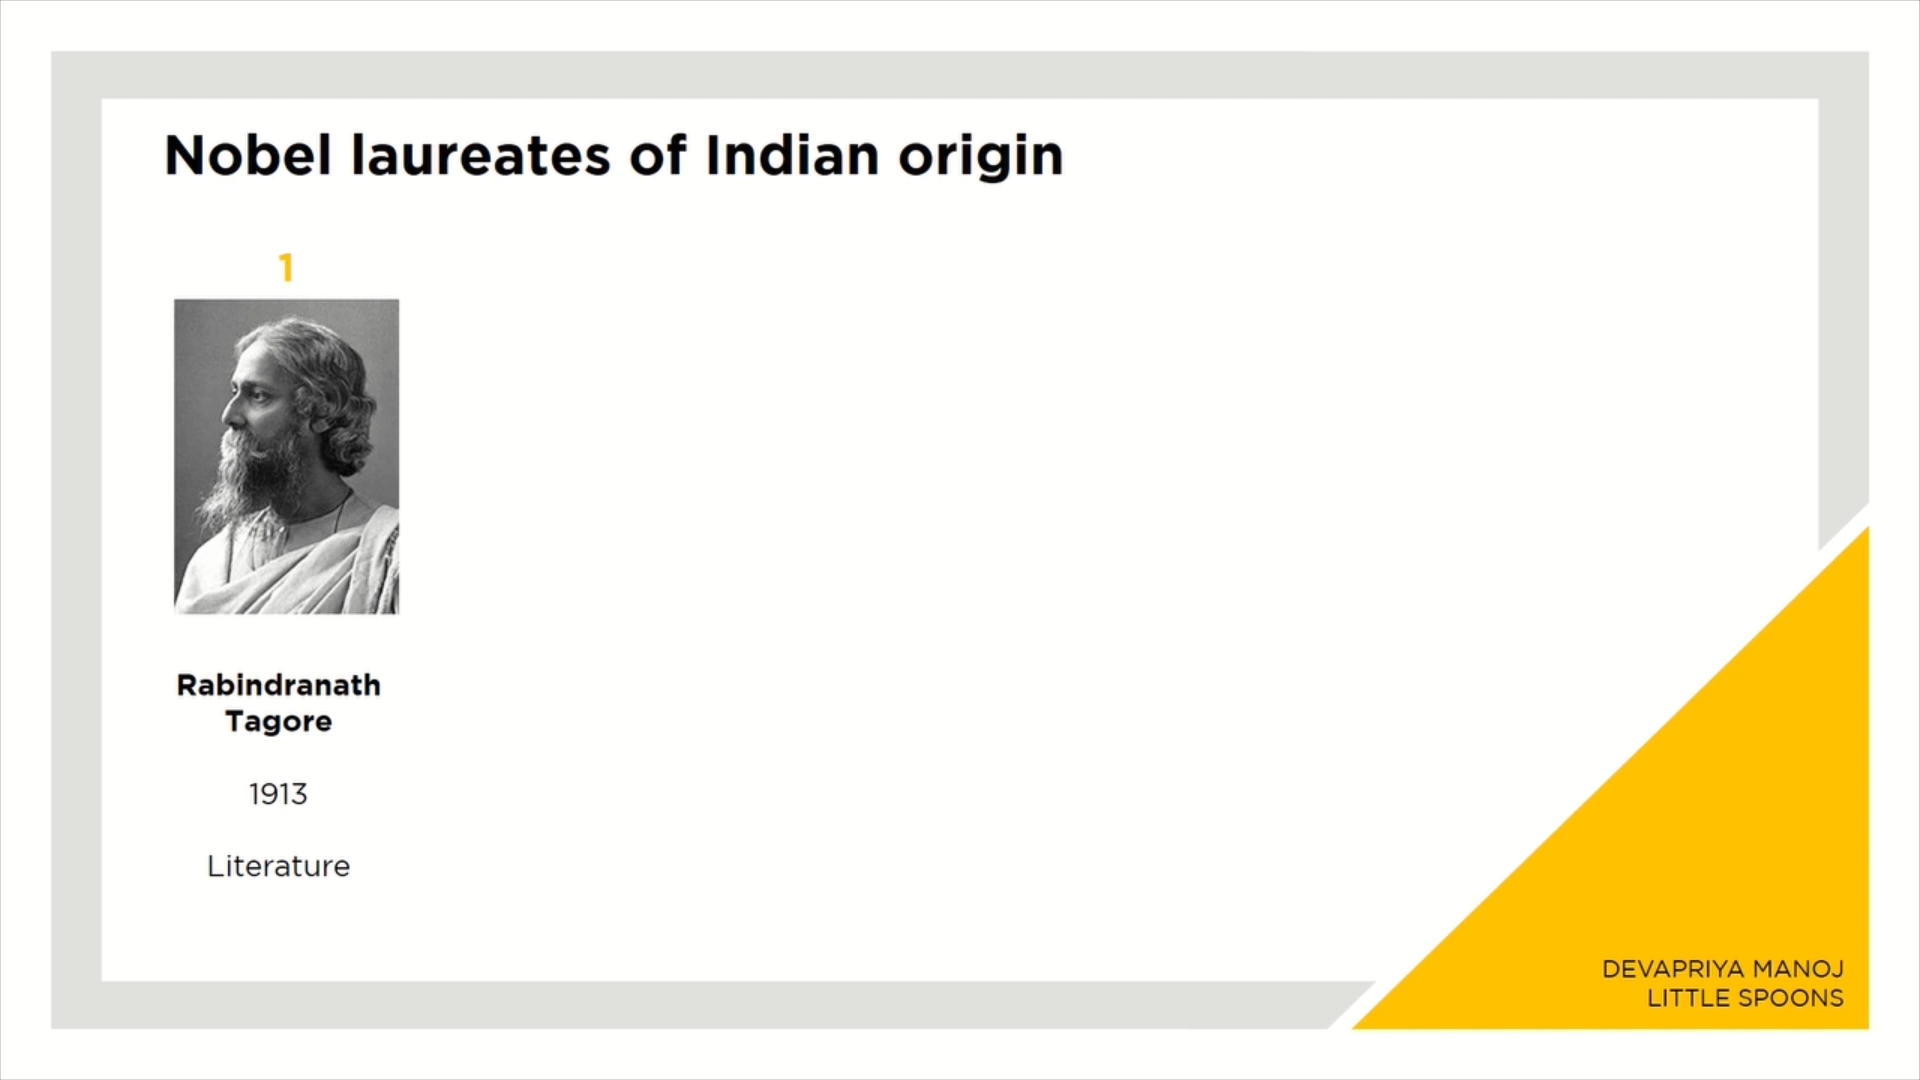 Nobel laureates of Indian origin
1
Rabindranath
Tagore
1913
Literature
DEVAPRIYA MANOJ
LITTLE SPOONS